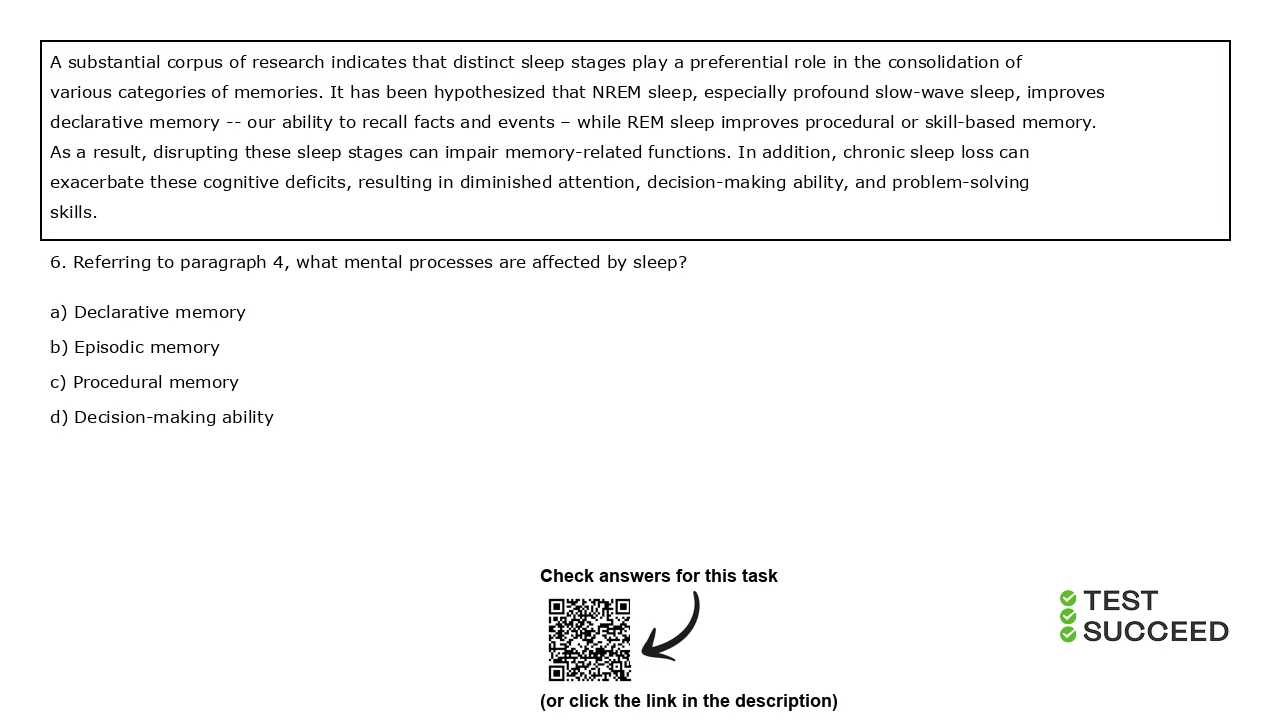 A substantial corpus of research indicates that distinct sleep stages play a preferential role in the consolidation of
various categories of memories. It has been hypothesized that NREM sleep, especially profound slow-wave sleep, improves
declarative memory -- our ability to recall facts and events – while REM sleep improves procedural or skill-based memory.
As a result, disrupting these sleep stages can impair memory-related functions. In addition, chronic sleep loss can
exacerbate these cognitive deficits, resulting in diminished attention, decision-making ability, and problem-solving
skills.
6. Referring to paragraph 4, what mental processes are affected by sleep?
a) Declarative memory
b) Episodic memory
c) Procedural memory
d) Decision-making ability
Check answers for this task
(or click the link in the description)
TEST
SUCCEED